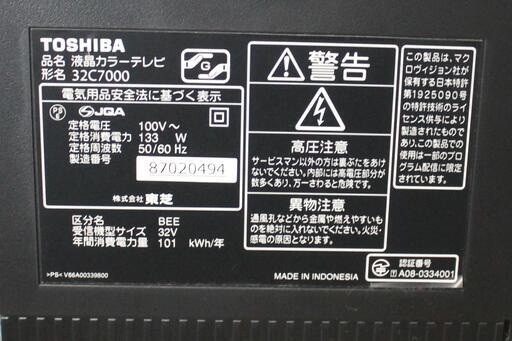 TOSHIBA
品名 液晶カラーテレビ
形名 32C7000
電気用品安全法に基づく表示
PS E JQA
定格電圧 100V～
定格消費電力 133 W
定格周波数 50/60 Hz
製造番号 87020494
株式会社 東芝
区分名 BEE
受信機型サイズ 32V
年間消費電力量 101 kWh/年
>PS< V66A00339800
警告
高圧注意
サービスマン以外の方は裏ぶたをあけ
ないでください。内部には高電圧部分が
数多くあり、万一さわると危険です。
異物注意
通風孔などから金属や燃えやすいもの
を絶対に入れないでください。火災・
感電の原因になります。
MADE IN INDONESIA
この製品は、マク
ロヴィジョン社が
保有する日本特許
第1925090号
の特許技術のライ
センス供与のもと
に製造されたもの
であり、この製品
での使用は一部のプロ
グラム配信に限定
されています。
認証番号
T A08-0334001